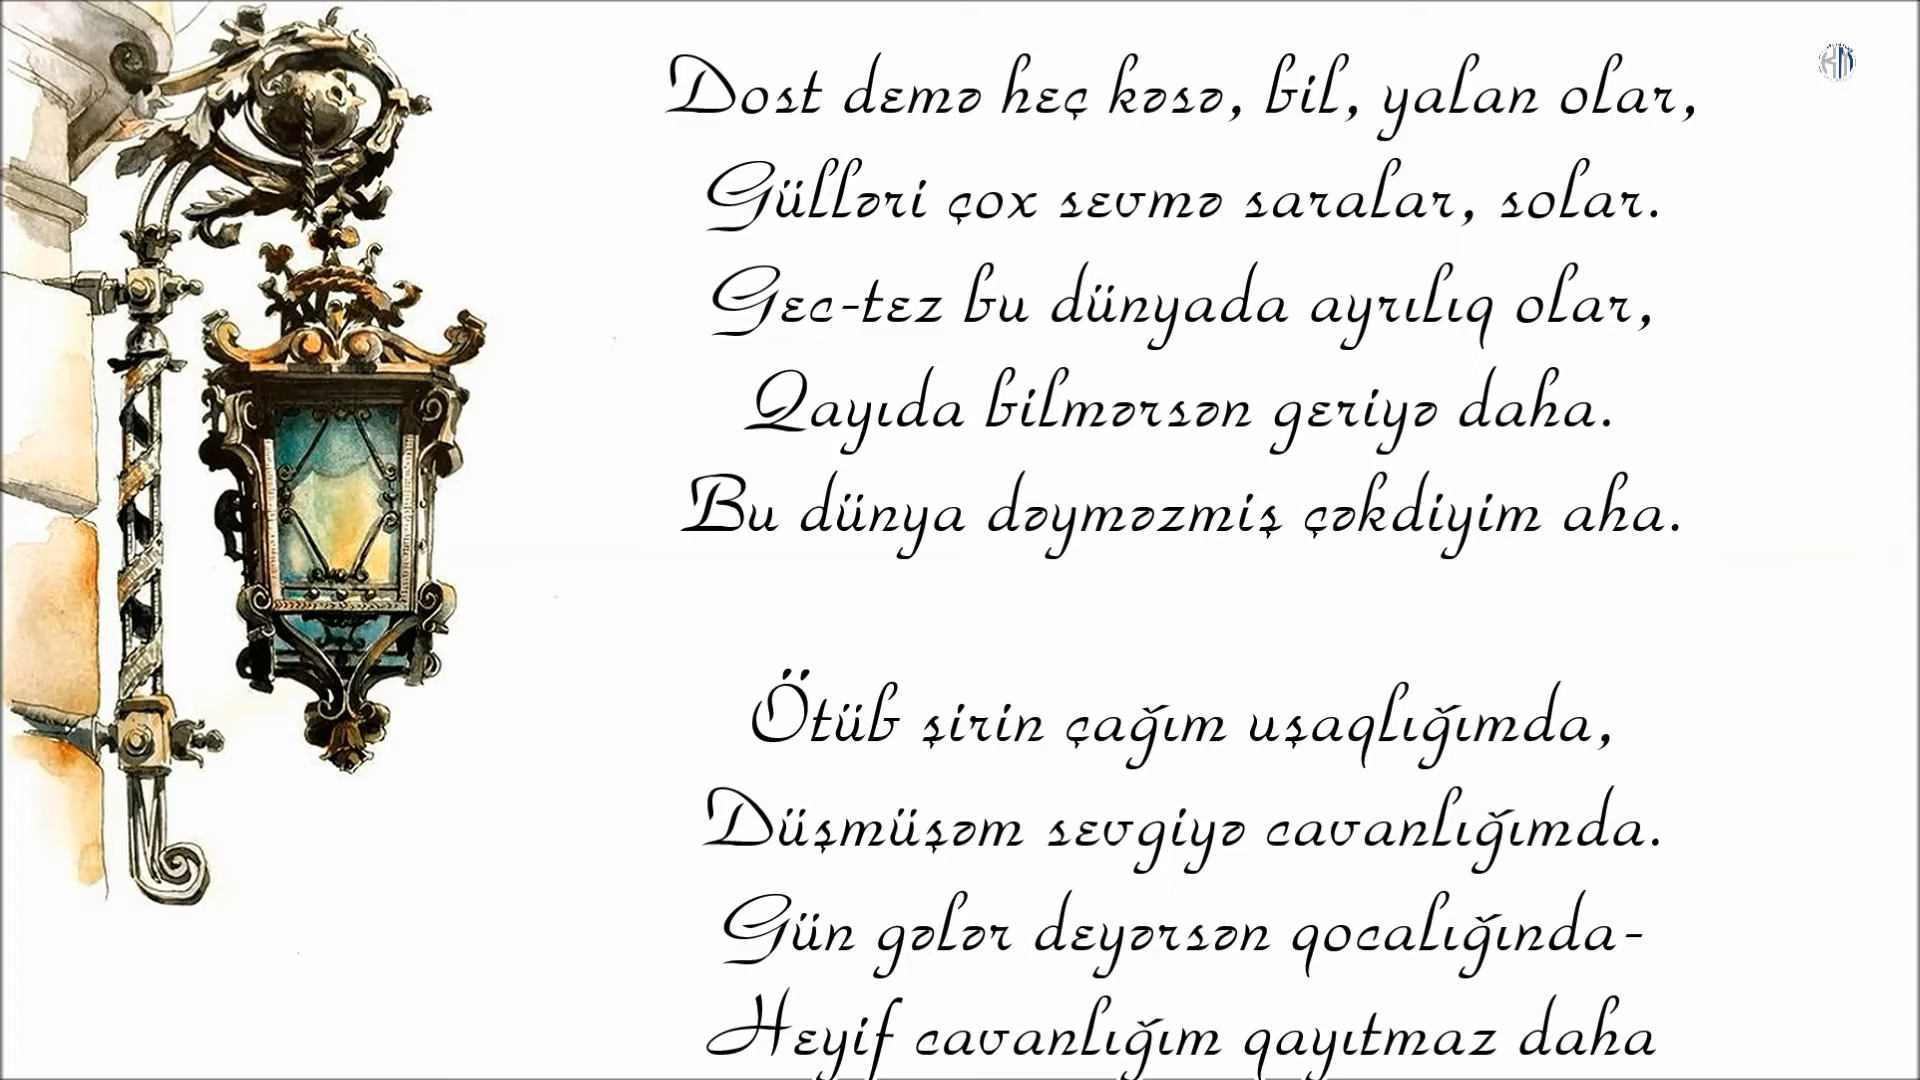 Dost demə heç kəsə, bil, yalan olar,
Gülləri çox sevmə saralar, solar.
Gec-tez bu dünyada ayrılıq olar,
Qayıda bilmərsən geriyə daha.
Bu dünya dəyməzmiş çəkdiyim aha.
Ötüb şirin çağım uşaqlığımda,
Düşmüşəm sevgiyə cavanlığımda.
Gün gələr deyərsən qocalığında-
Heyif cavanlığım qayıtmaz daha